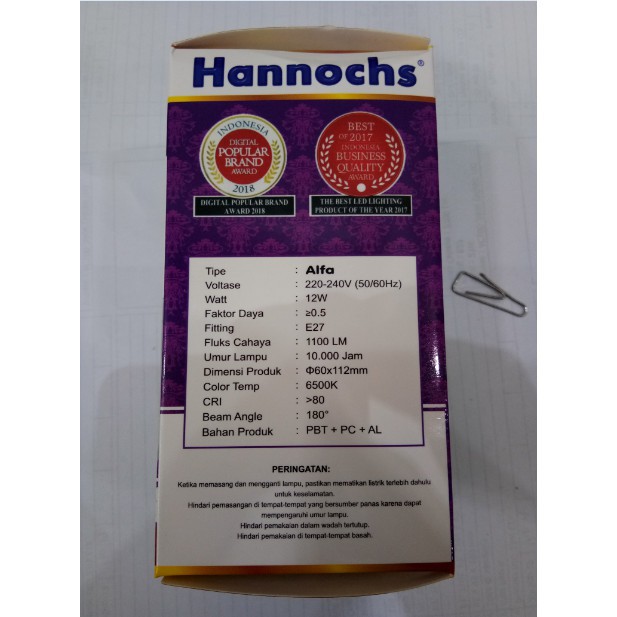 Hannochs®
INDONESIA
DIGITAL
POPULAR
BRAND
AWARD
2018
DIGITAL POPULAR BRAND
AWARD 2018
BEST
OF 2017
INDONESIA
BUSINESS
QUALITY
AWARD
THE BEST LED LIGHTING
PRODUCT OF THE YEAR 2017
Tipe : Alfa
Voltase : 220-240V (50/60Hz)
Watt : 12W
Faktor Daya : ≥0.5
Fitting : E27
Fluks Cahaya : 1100 LM
Umur Lampu : 10.000 Jam
Dimensi Produk : Φ60x112mm
Color Temp : 6500K
CRI : >80
Beam Angle : 180°
Bahan Produk : PBT + PC + AL
PERINGATAN:
Ketika memasang dan mengganti lampu, pastikan mematikan listrik terlebih dahulu
untuk keselamatan.
Hindari pemasangan di tempat-tempat yang bersumber panas karena dapat
mempengaruhi umur lampu.
Hindari pemakaian dalam wadah tertutup.
Hindari pemakaian di tempat-tempat basah.